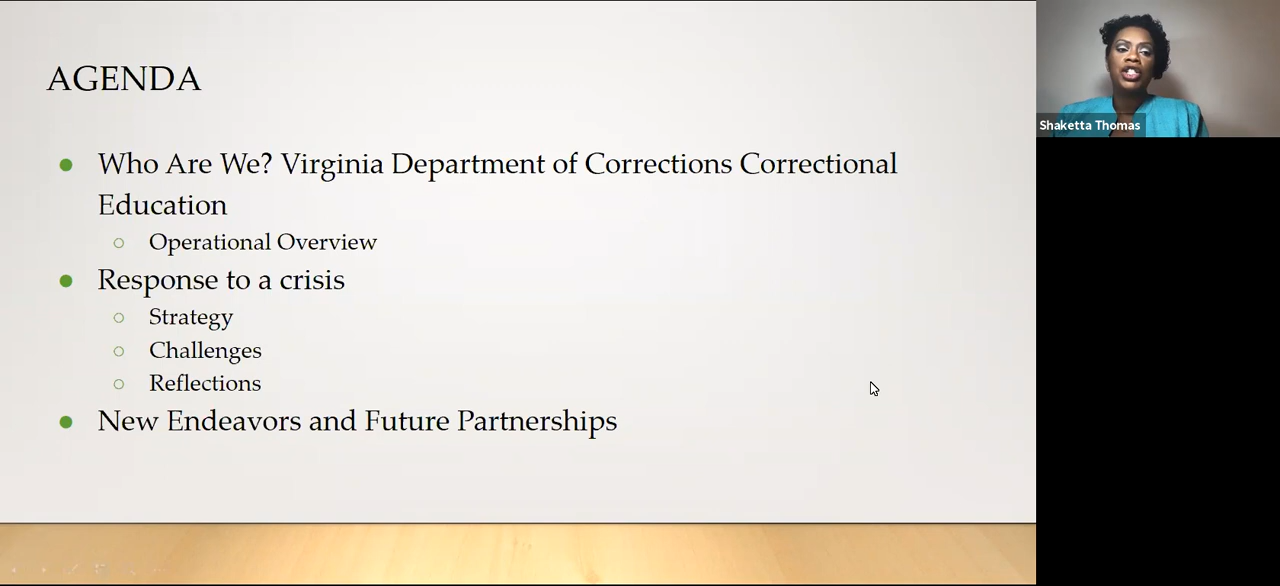 AGENDA
Who Are We? Virginia Department of Corrections Correctional
Education
Operational Overview
Response to a crisis
Strategy
Challenges
Reflections
New Endeavors and Future Partnerships
Shaketta Thomas